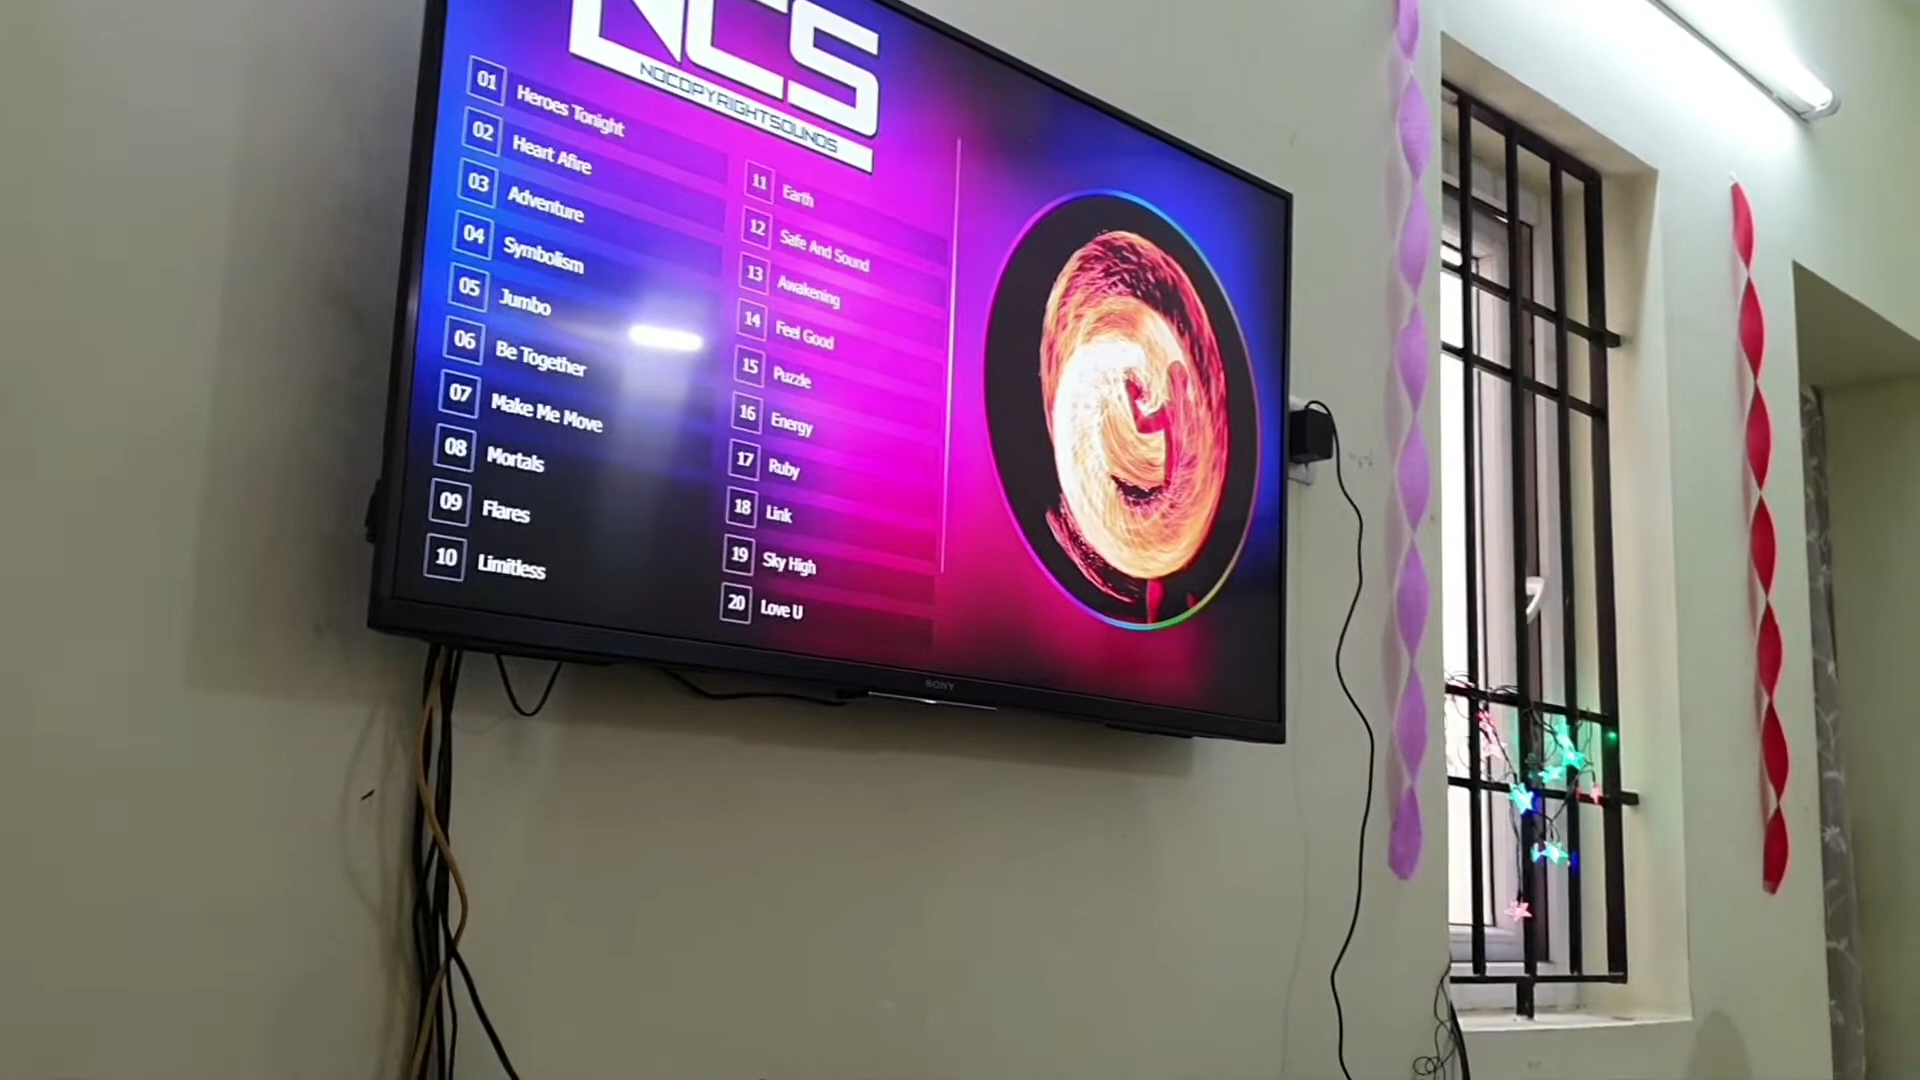 NCS
NOCOPYRIGHTSOUNDS
01 Heroes Tonight
02 Heart Afire
03 Adventure
04 Symbolism
05 Jumbo
06 Be Together
07 Make Me Move
08 Mortals
09 Flares
10 Limitless
11 Earth
12 Safe And Sound
13 Awakening
14 Feel Good
15 Puzzle
16 Energy
17 Ruby
18 Link
19 Sky High
20 Love U
SONY